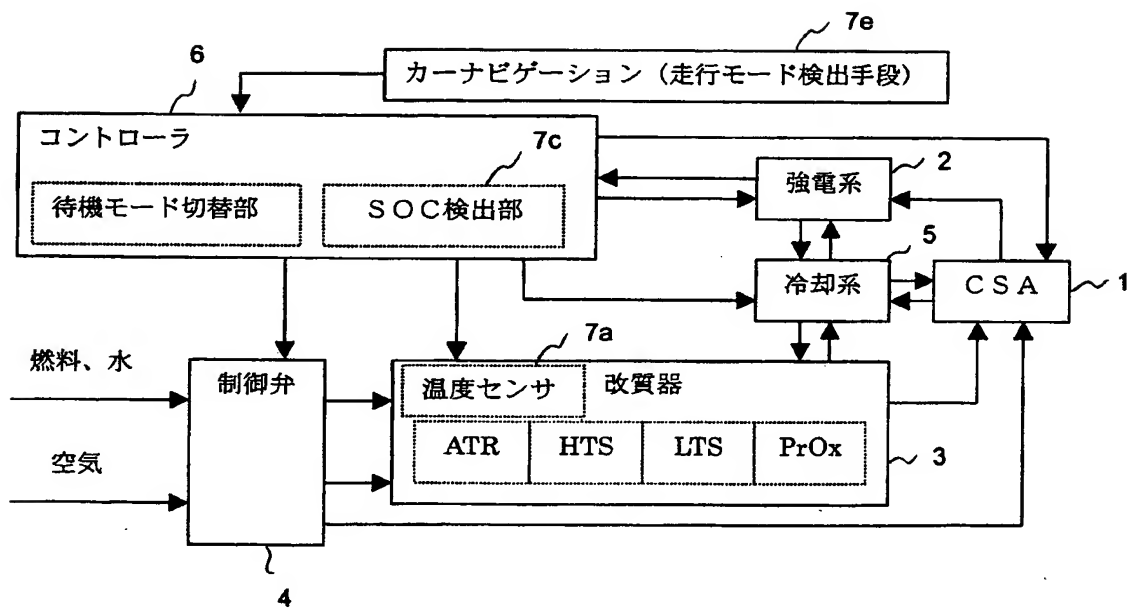 7e
カーナビゲーション（走行モード検出手段）
6
コントローラ
7c
待機モード切替部
ＳＯＣ検出部
2
強電系
5
冷却系
ＣＳＡ
1
燃料、水
空気
制御弁
4
7a
温度センサ
改質器
ATR
HTS
LTS
PrOx
3